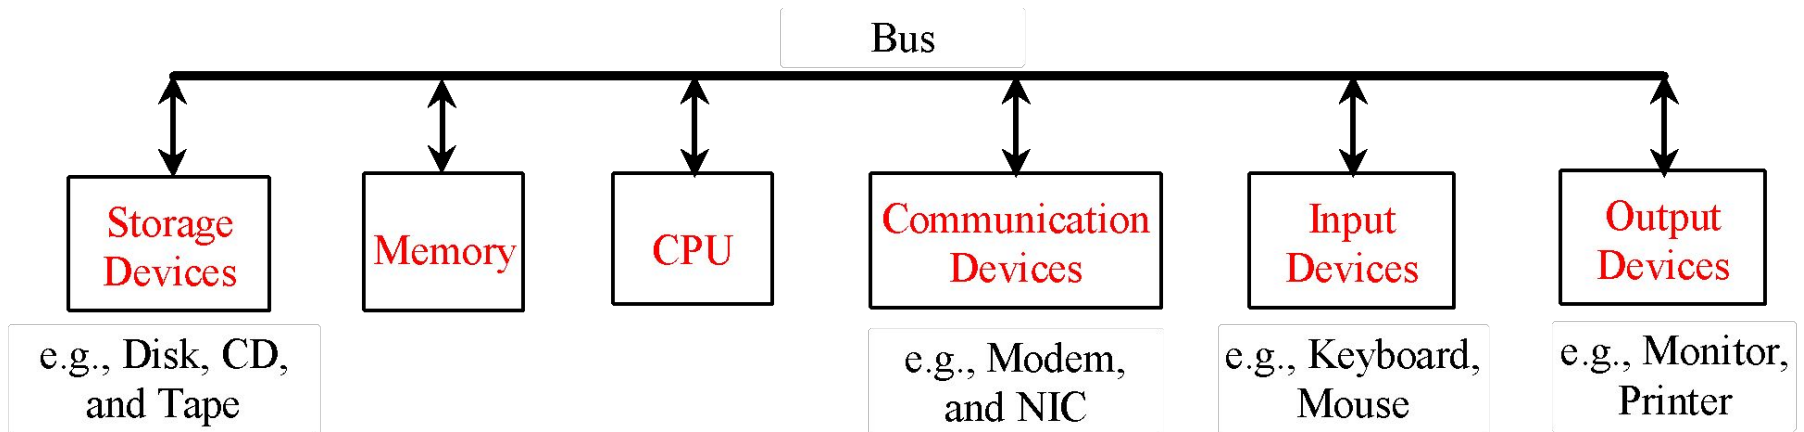 Bus
Storage
Devices
Memory
CPU
Communication
Devices
Input
Devices
Output
Devices
e.g., Disk, CD,
and Tape
e.g., Modem,
and NIC
e.g., Keyboard,
Mouse
e.g., Monitor,
Printer